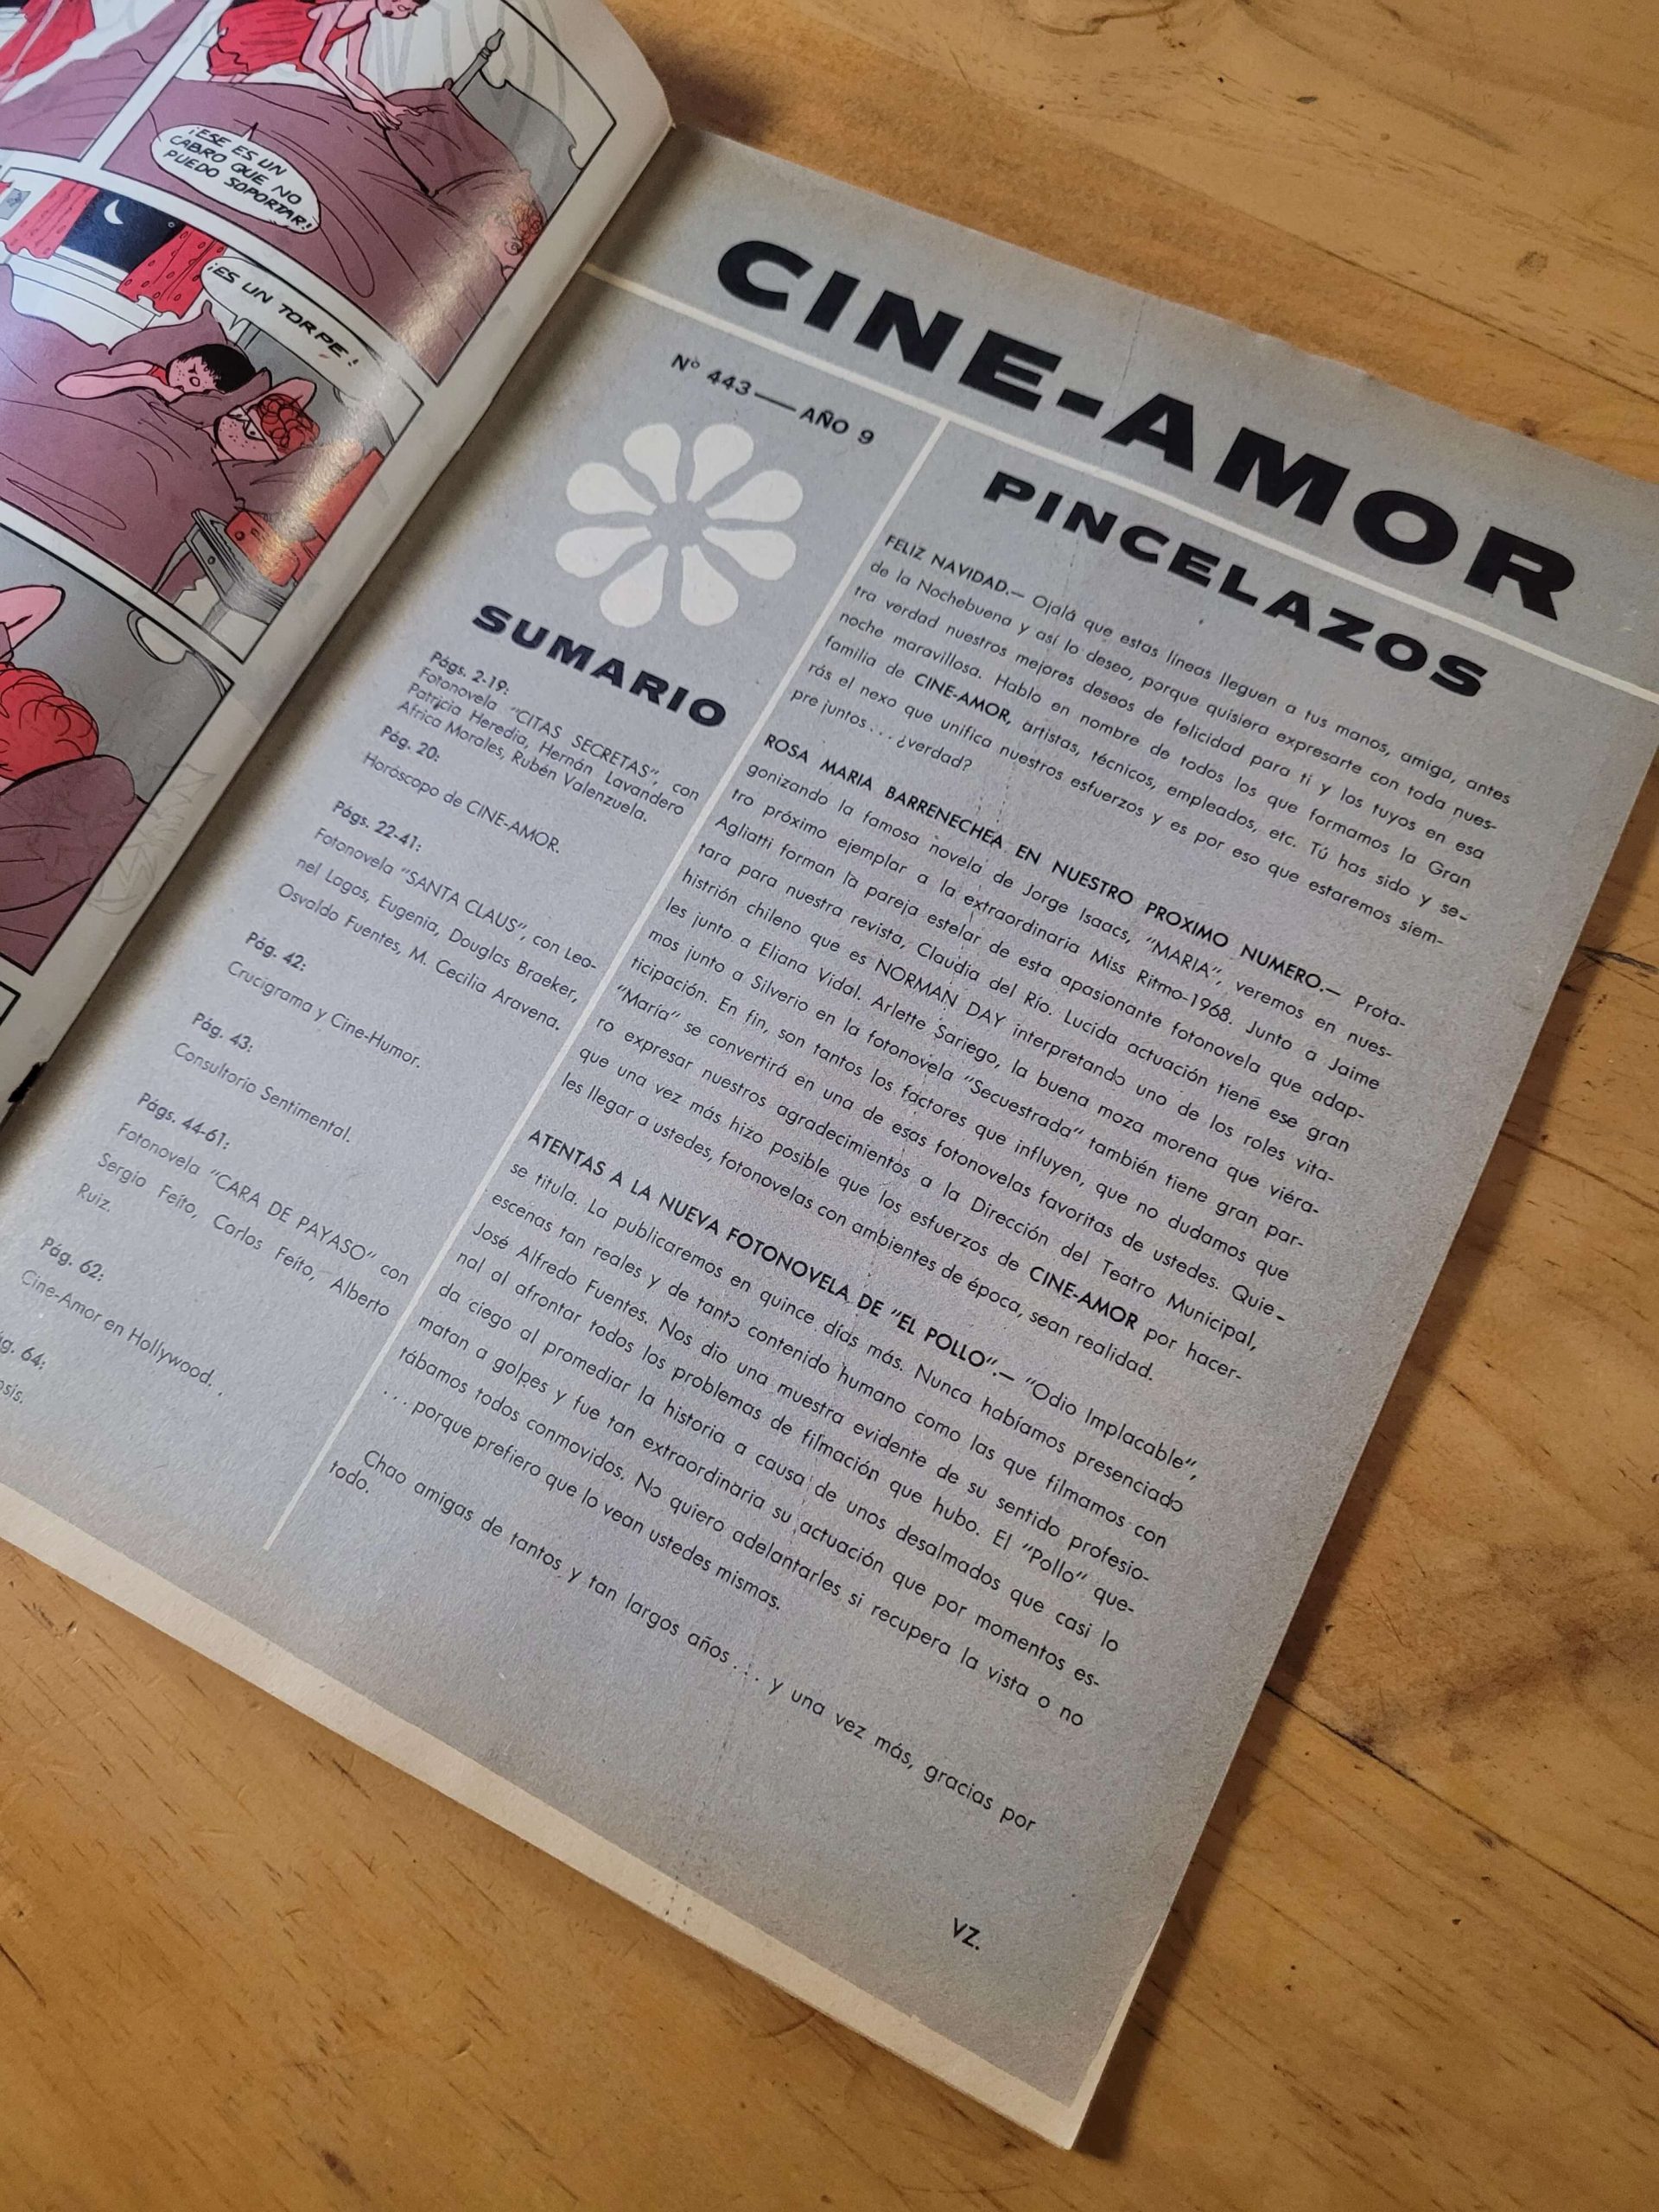 ¡ESE ES UN
CABRO QUE NO
PUEDO SOPORTAR!
¡ES UN TORPE!
CINE-AMOR
Nº 443—AÑO 9
SUMARIO
Págs. 2-19:
Fotonovela "CITAS SECRETAS", con
Patricia Heredia, Hernán Lavandero
Africa Morales, Rubén Valenzuela.
Pág. 20:
Horóscopo de CINE-AMOR.
Págs. 22-41:
Fotonovela "SANTA CLAUS", con Leo-
nel Lagos, Eugenia, Douglas Braeker,
Osvaldo Fuentes, M. Cecilia Aravena.
Pág. 42:
Crucigrama y Cine-Humor.
Pág. 43:
Consultorio Sentimental.
Págs. 44-61:
Fotonovela "CARA DE PAYASO" con
Sergio Feíto, Carlos Feíto, Alberto
Ruiz.
Pág. 62:
Cine-Amor en Hollywood. .
64:
PINCELAZOS
FELIZ NAVIDAD.— Ojalá que estas líneas lleguen a tus manos, amiga, antes
de la Nochebuena y así lo deseo, porque quisiera expresarte con toda nues-
tra verdad nuestros mejores deseos de felicidad para ti y los tuyos en esa
noche maravillosa. Hablo en nombre de todos los que formamos la Gran
familia de CINE-AMOR, artistas, técnicos, empleados, etc. Tú has sido y se-
rás el nexo que unifica nuestros esfuerzos y es por eso que estaremos siem-
pre juntos... ¿verdad?
ROSA MARIA BARRENECHEA EN NUESTRO PROXIMO NUMERO.— Prota-
gonizando la famosa novela de Jorge Isaacs, "MARIA", veremos en nues-
tro próximo ejemplar a la extraordinaria Miss Ritmo-1968. Junto a Jaime
Agliatti forman la pareja estelar de esta apasionante fotonovela que adap-
tara para nuestra revista, Claudia del Río. Lucida actuación tiene ese gran
histrión chileno que es NORMAN DAY interpretando uno de los roles vita-
les junto a Eliana Vidal. Arlette Sariego, la buena moza morena que viéra-
mos junto a Silverio en la fotonovela "Secuestrada" también tiene gran par-
ticipación. En fin, son tantos los factores que influyen, que no dudamos que
"María" se convertirá en una de esas fotonovelas favoritas de ustedes. Quie-
ro expresar nuestros agradecimientos a la Dirección del Teatro Municipal,
que una vez más hizo posible que los esfuerzos de CINE-AMOR por hacer-
les llegar a ustedes, fotonovelas con ambientes de época, sean realidad.
ATENTAS A LA NUEVA FOTONOVELA DE "EL POLLO".— "Odio Implacable",
se titula. La publicaremos en quince días más. Nunca habíamos presenciado
escenas tan reales y de tanto contenido humano como las que filmamos con
José Alfredo Fuentes. Nos dio una muestra evidente de su sentido profesio-
nal al afrontar todos los problemas de filmación que hubo. El "Pollo" que-
da ciego al promediar la historia a causa de unos desalmados que casi lo
matan a golpes y fue tan extraordinaria su actuación que por momentos es-
tábamos todos conmovidos. No quiero adelantarles si recupera la vista o no
... porque prefiero que lo vean ustedes mismas.
Chao amigas de tantos y tan largos años... y una vez más, gracias por
todo.
VZ.